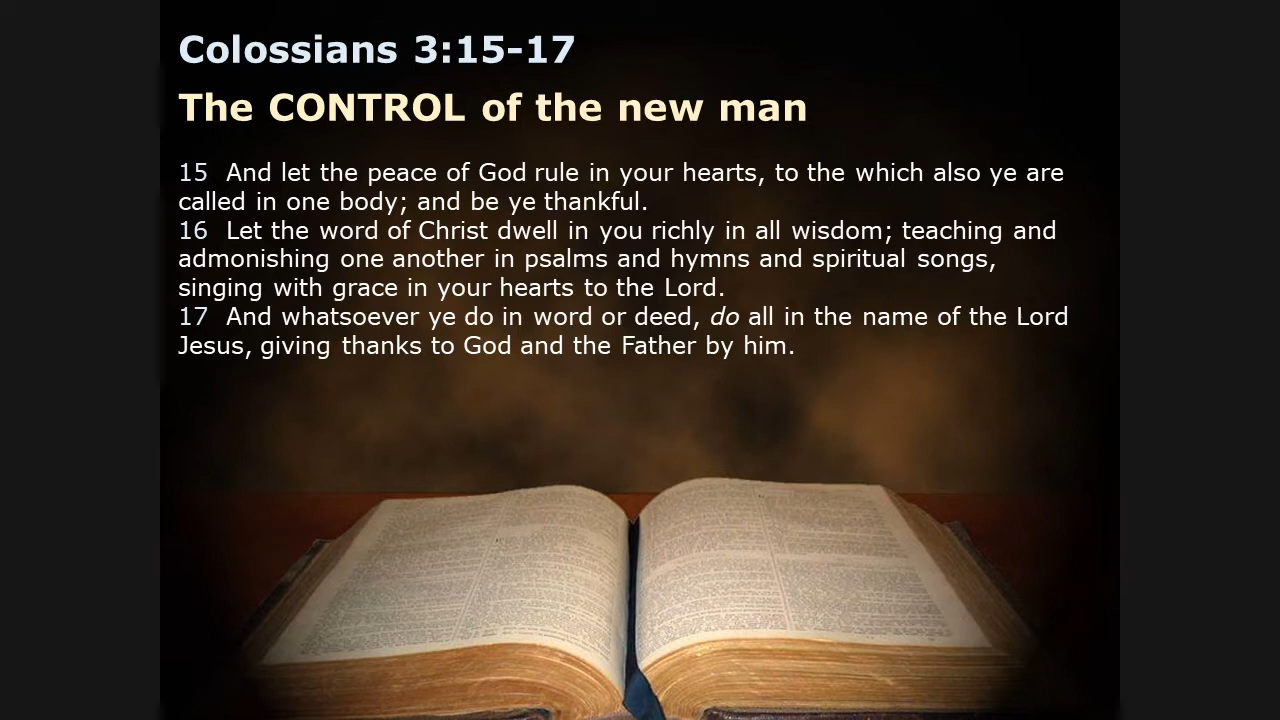 Colossians 3:15-17
The CONTROL of the new man
15 And let the peace of God rule in your hearts, to the which also ye are
called in one body; and be ye thankful.
16 Let the word of Christ dwell in you richly in all wisdom; teaching and
admonishing one another in psalms and hymns and spiritual songs,
singing with grace in your hearts to the Lord.
17 And whatsoever ye do in word or deed, do all in the name of the Lord
Jesus, giving thanks to God and the Father by him.